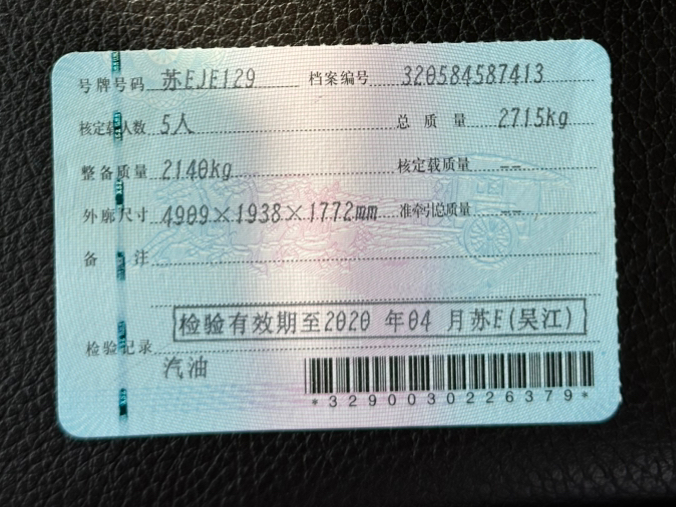 号牌号码 苏EJE129 档案编号 320584587413
核定载人数 5人 总质量 2715kg
整备质量 2140kg 核定载质量 --
外廓尺寸 4909×1938×1772mm 准牵引总质量 --
备注
检验记录 检验有效期至2020 年04 月苏E(吴江)
汽油
*3290030226379*